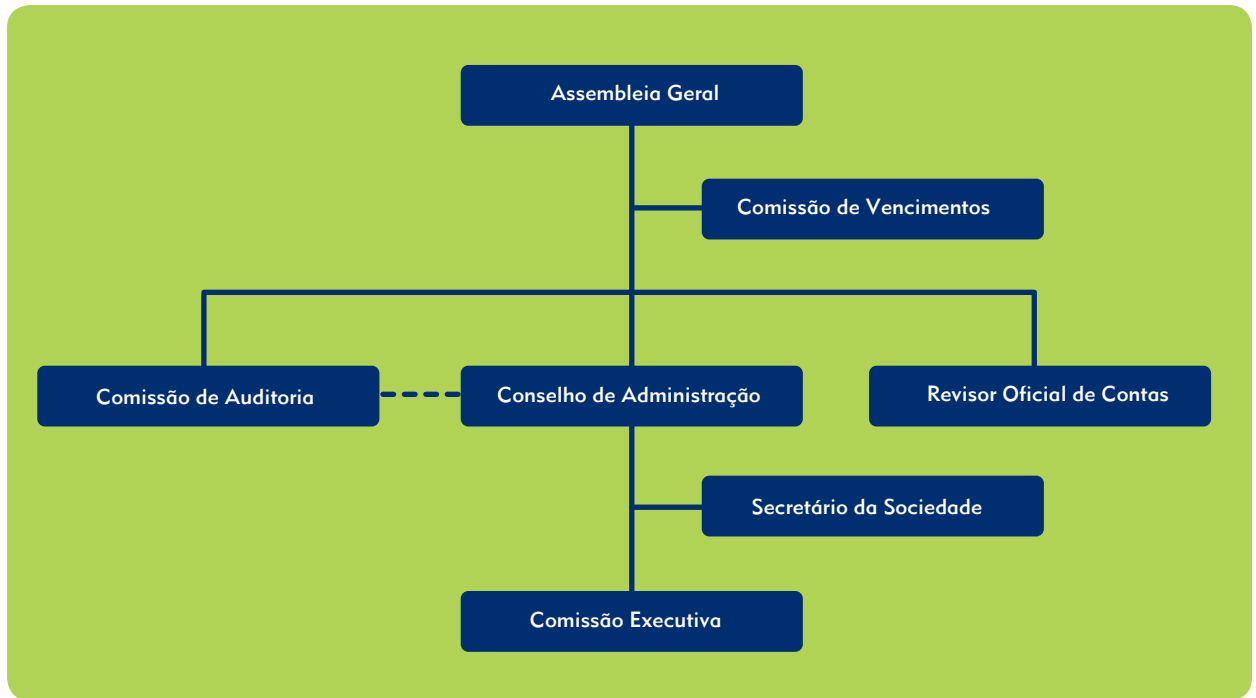 Assembleia Geral
Comissão de Vencimentos
Comissão de Auditoria
Conselho de Administração
Revisor Oficial de Contas
Secretário da Sociedade
Comissão Executiva